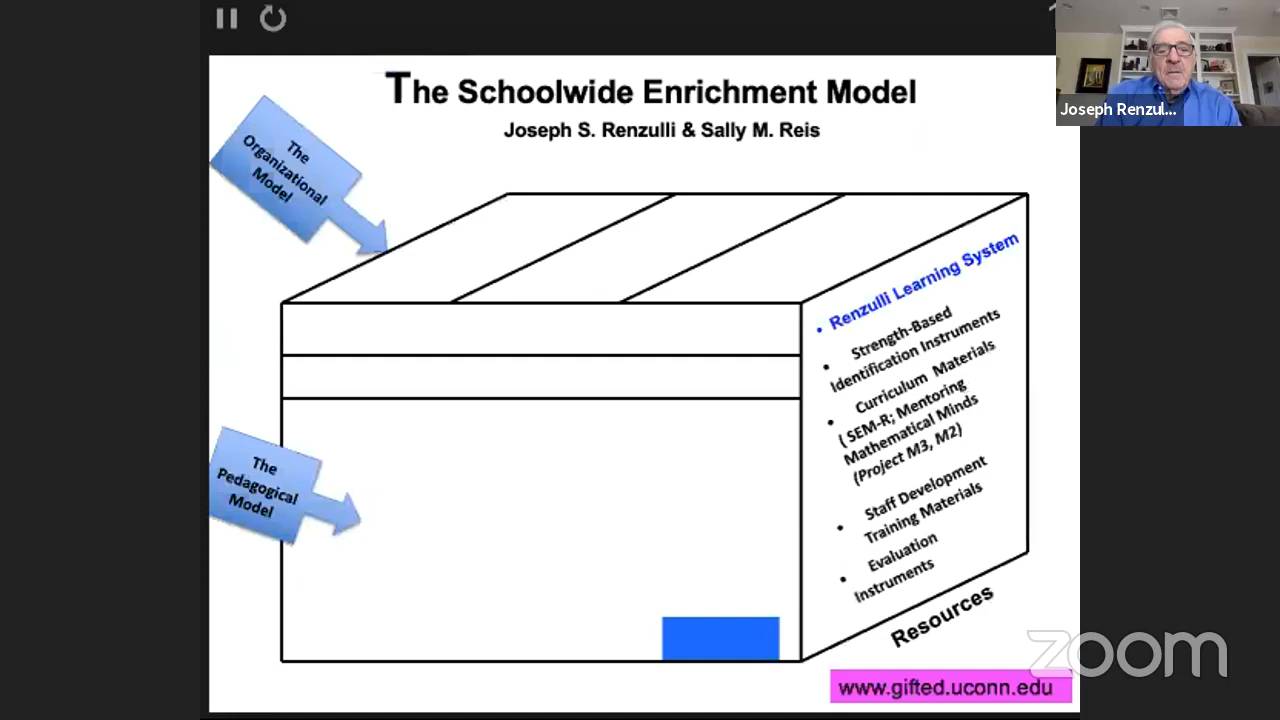 The Schoolwide Enrichment Model
Joseph S. Renzulli & Sally M. Reis
Joseph Renzul...
The
Organizational
Model
The
Pedagogical
Model
• Renzulli Learning System
• Strength-Based
Identification Instruments
• Curriculum Materials
( SEM-R; Mentoring
Mathematical Minds
(Project M3, M2)
• Staff Development
Training Materials
• Evaluation
Instruments
Resources
www.gifted.uconn.edu
zoom